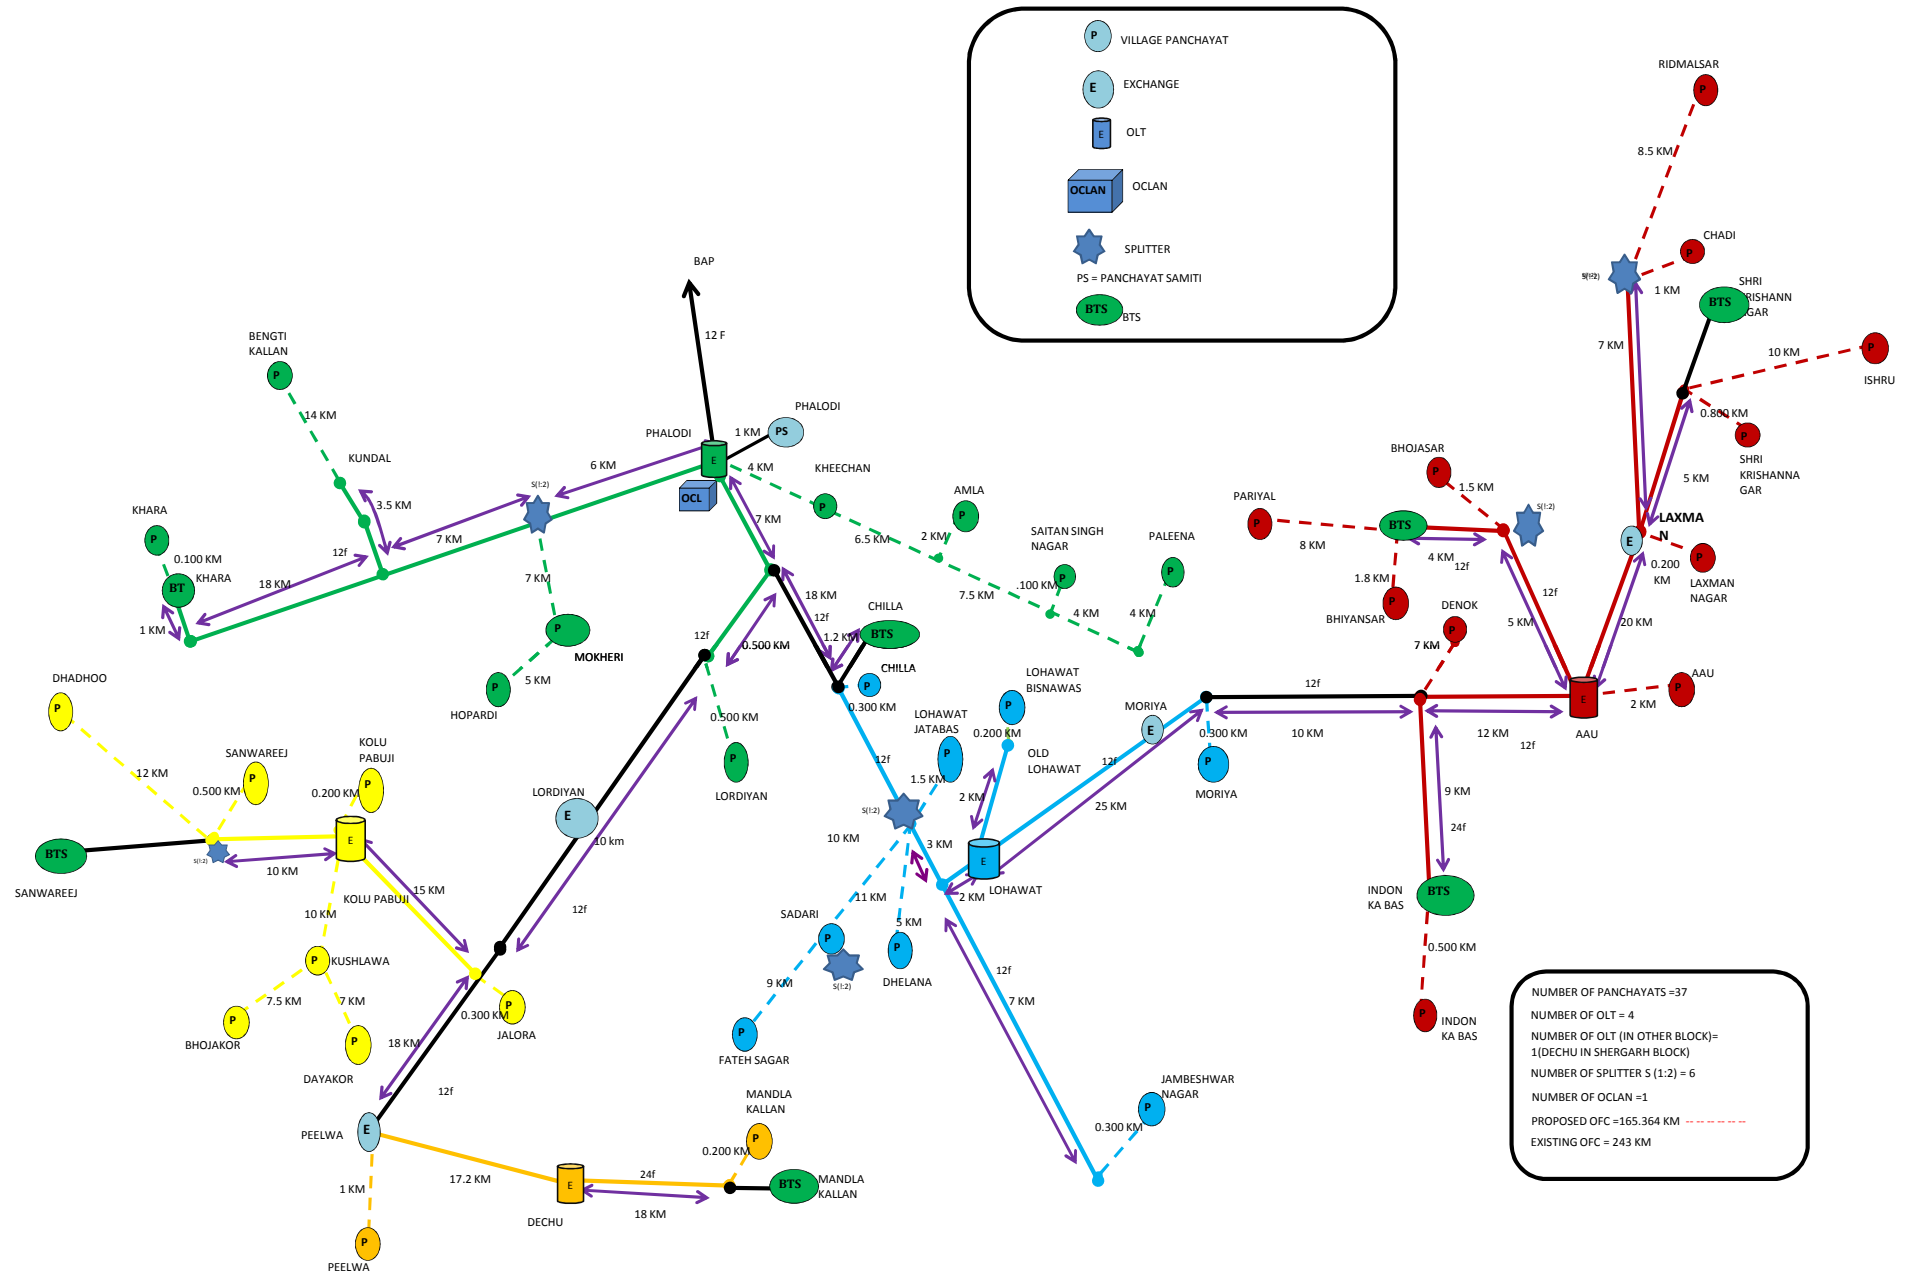 P
VILLAGE PANCHAYAT
E
EXCHANGE
E
OLT
OCLAN
OCLAN
SPLITTER
PS = PANCHAYAT SAMITI
BTS
BTS
RIDMALSAR
P
8.5 KM
CHADI
P
1 KM
S(!:2)
SHRI
KRISHANN
AGAR
BTS
7 KM
10 KM
P
ISHRU
0.800 KM
P
SHRI
KRISHANNA
GAR
5 KM
BAP
12 F
PHALODI
PS
1 KM
PHALODI
E
OCL
4 KM
KHEECHAN
P
6.5 KM
AMLA
P
2 KM
SAITAN SINGH
NAGAR
P
.100 KM
7.5 KM
4 KM
4 KM
PALEENA
P
BENGTI
KALLAN
P
14 KM
KUNDAL
3.5 KM
6 KM
S(!:2)
7 KM
KHARA
P
0.100 KM
BT
KHARA
12f
18 KM
1 KM
7 KM
P
MOKHERI
5 KM
P
HOPARDI
7 KM
18 KM
12f
1.2 KM
CHILLA
BTS
CHILLA
P
0.300 KM
12f
0.500 KM
0.500 KM
P
LORDIYAN
BHOJASAR
P
1.5 KM
S(!:2)
PARIYAL
P
BTS
8 KM
4 KM
12f
1.8 KM
P
BHIYANSAR
12f
5 KM
E
LAXMA
N
0.200
KM
P
LAXMAN
NAGAR
20 KM
DENOK
P
7 KM
AAU
P
2 KM
E
AAU
12f
10 KM
12 KM
12f
9 KM
24f
INDON
KA BAS
BTS
0.500 KM
P
INDON
KA BAS
DHADHOO
P
12 KM
SANWAREEJ
P
0.500 KM
KOLU
PABUJI
P
0.200 KM
E
BTS
SANWAREEJ
S(!:2)
10 KM
15 KM
KOLU PABUJI
10 KM
P
KUSHLAWA
7.5 KM
7 KM
P
BHOJAKOR
P
DAYAKOR
LORDIYAN
E
10 km
12f
0.300 KM
P
JALORA
18 KM
12f
PEELWA
E
1 KM
P
PEELWA
17.2 KM
E
DECHU
24f
18 KM
0.200 KM
MANDLA
KALLAN
P
BTS
MANDLA
KALLAN
LOHAWAT
JATABAS
P
1.5 KM
12f
S(!:2)
10 KM
3 KM
LOHAWAT
BISNAWAS
P
0.200 KM
OLD
LOHAWAT
2 KM
E
LOHAWAT
2 KM
MORIYA
E
12f
25 KM
0.300 KM
P
MORIYA
11 KM
5 KM
SADARI
P
S(!:2)
P
DHELANA
9 KM
P
FATEH SAGAR
12f
7 KM
JAMBESHWAR
NAGAR
P
0.300 KM
NUMBER OF PANCHAYATS =37
NUMBER OF OLT = 4
NUMBER OF OLT (IN OTHER BLOCK)=
1(DECHU IN SHERGARH BLOCK)
NUMBER OF SPLITTER S (1:2) = 6
NUMBER OF OCLAN =1
PROPOSED OFC =165.364 KM -- -- -- -- -- --
EXISTING OFC = 243 KM